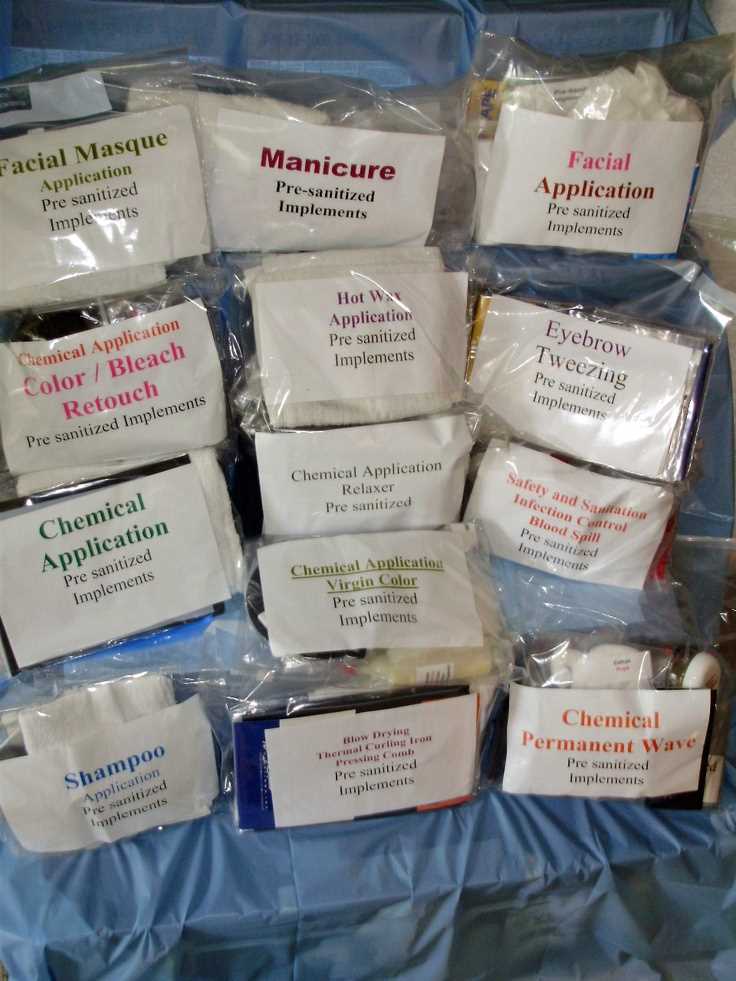 Facial Masque
Application
Pre sanitized
Implements
Manicure
Pre-sanitized
Implements
Facial
Application
Pre sanitized
Implements
Chemical Application
Color / Bleach
Retouch
Pre sanitized Implements
Hot Wax
Application
Pre sanitized
Implements
Eyebrow
Tweezing
Pre sanitized
Implements
Chemical
Application
Pre sanitized
Implements
Chemical Application
Relaxer
Pre sanitized
Safety and Sanitation
Infection Control
Blood Spill
Pre sanitized
Implements
Chemical Application
Virgin Color
Pre sanitized
Implements
Shampoo
Application
Pre sanitized
Implements
Blow Drying
Thermal Curling Iron
Pressing Comb
Pre sanitized
Implements
Chemical
Permanent Wave
Pre sanitized
Implements